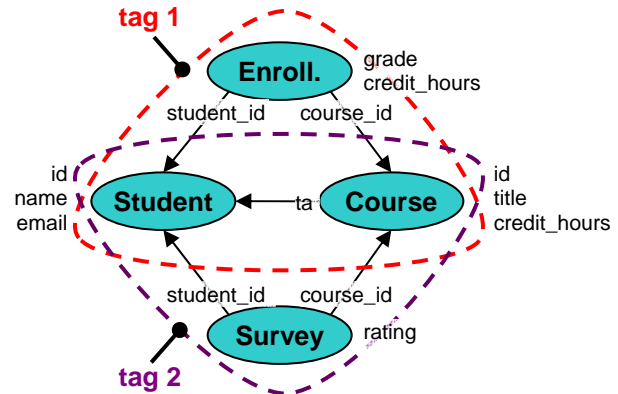 tag 1
Enroll.
grade
credit_hours
student_id
course_id
id
name
email
Student
ta
Course
id
title
credit_hours
student_id
course_id
Survey
rating
tag 2